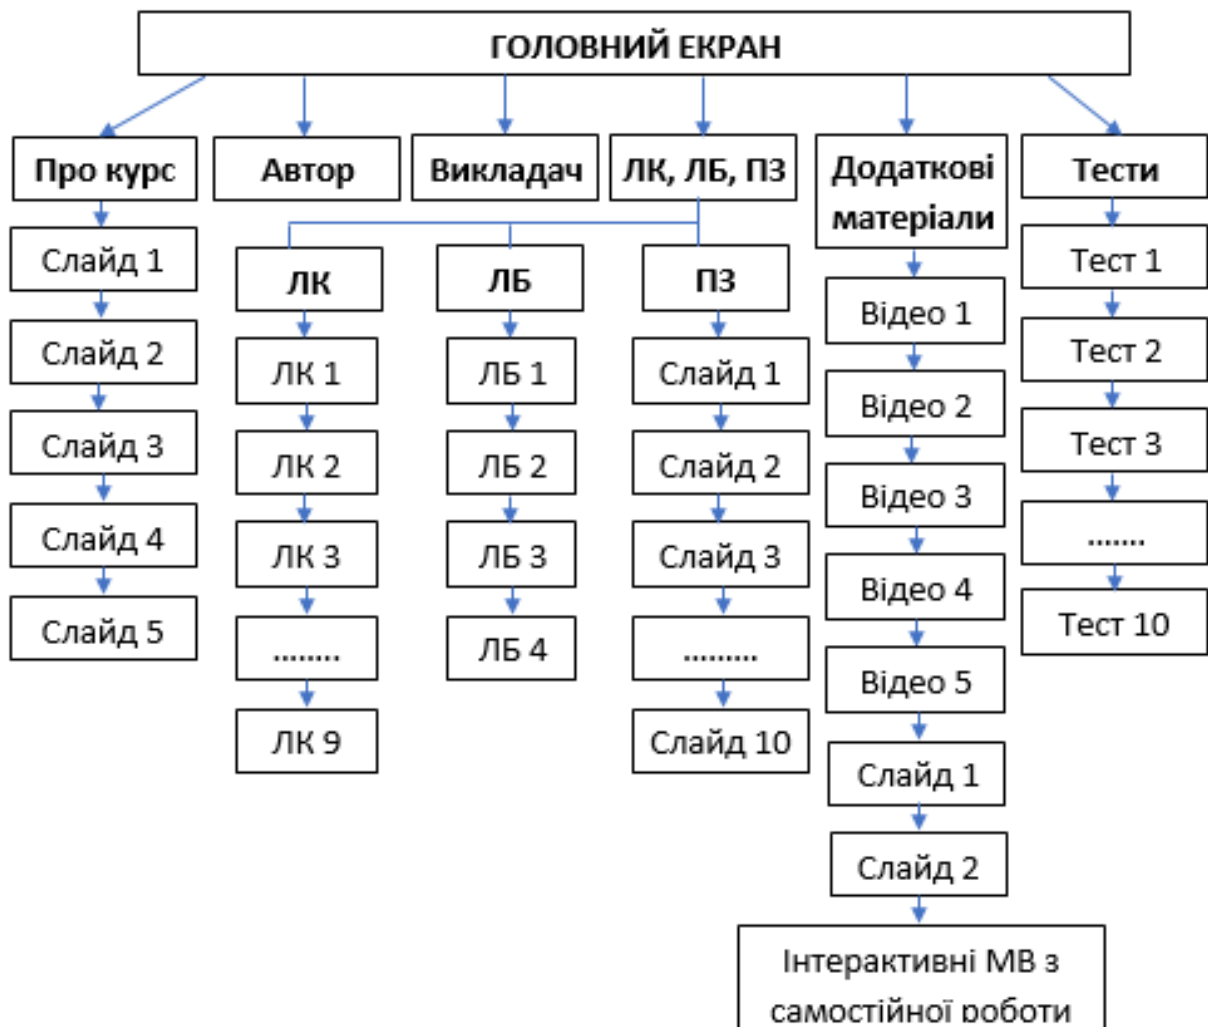 ГОЛОВНИЙ ЕКРАН
Про курс
Автор
Викладач
ЛК, ЛБ, ПЗ
Додаткові
матеріали
Тести
Слайд 1
Слайд 2
Слайд 3
Слайд 4
Слайд 5
ЛК
ЛК 1
ЛК 2
ЛК 3
........
ЛК 9
ЛБ
ЛБ 1
ЛБ 2
ЛБ 3
ЛБ 4
ПЗ
Слайд 1
Слайд 2
Слайд 3
.........
Слайд 10
Відео 1
Відео 2
Відео 3
Відео 4
Відео 5
Слайд 1
Слайд 2
Інтерактивні МВ з
самостійної роботи
Тест 1
Тест 2
Тест 3
.......
Тест 10